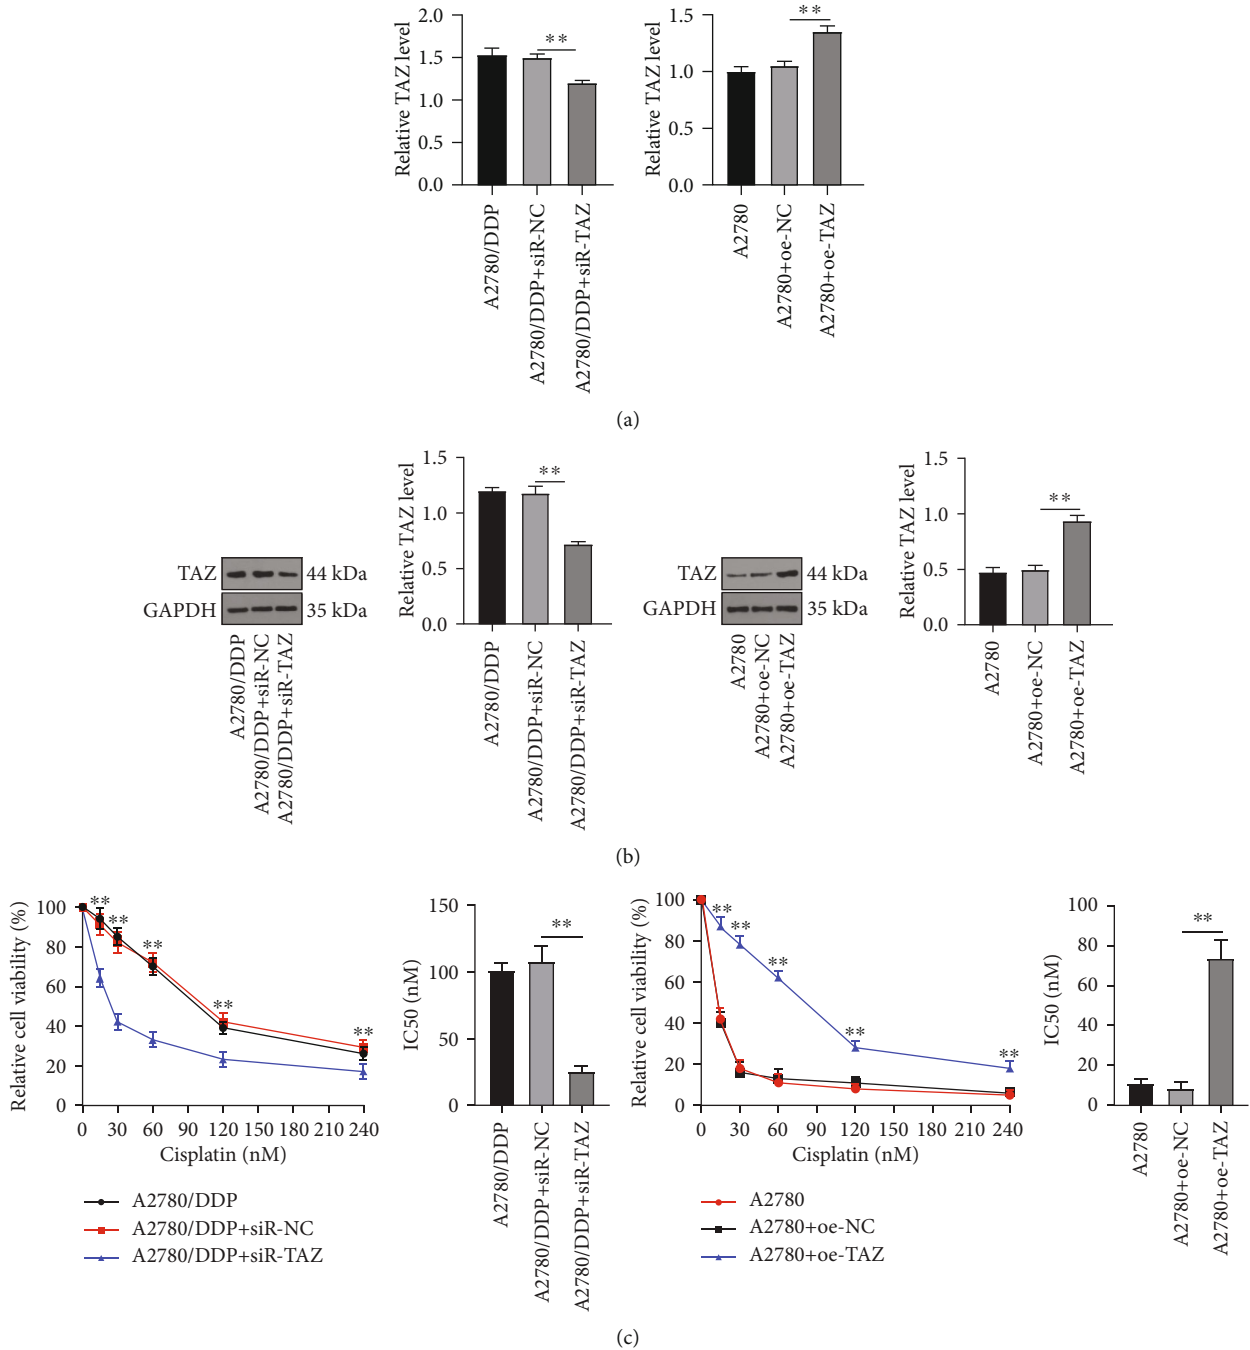 2.0
1.5
1.0
0.5
0.0
Relative TAZ level
**
A2780/DDP
A2780/DDP+siR-NC
A2780/DDP+siR-TAZ
1.5
1.0
0.5
0.0
Relative TAZ level
**
A2780
A2780+oe-NC
A2780+oe-TAZ
(a)
TAZ
44 kDa
GAPDH
35 kDa
A2780/DDP
A2780/DDP+siR-NC
A2780/DDP+siR-TAZ
1.5
1.0
0.5
0.0
Relative TAZ level
**
A2780/DDP
A2780/DDP+siR-NC
A2780/DDP+siR-TAZ
TAZ
44 kDa
GAPDH
35 kDa
A2780
A2780+oe-NC
A2780+oe-TAZ
1.5
1.0
0.5
0.0
Relative TAZ level
**
A2780
A2780+oe-NC
A2780+oe-TAZ
(b)
100
80
60
40
20
0
Relative cell viability (%)
** ** ** ** **
0 30 60 90 120 150 180 210 240
Cisplatin (nM)
A2780/DDP
A2780/DDP+siR-NC
A2780/DDP+siR-TAZ
150
100
50
0
IC50 (nM)
**
A2780/DDP
A2780/DDP+siR-NC
A2780/DDP+siR-TAZ
100
80
60
40
20
0
Relative cell viability (%)
** ** ** ** **
0 30 60 90 120 150 180 210 240
Cisplatin (nM)
A2780
A2780+oe-NC
A2780+oe-TAZ
100
80
60
40
20
0
IC50 (nM)
**
A2780
A2780+oe-NC
A2780+oe-TAZ
(c)